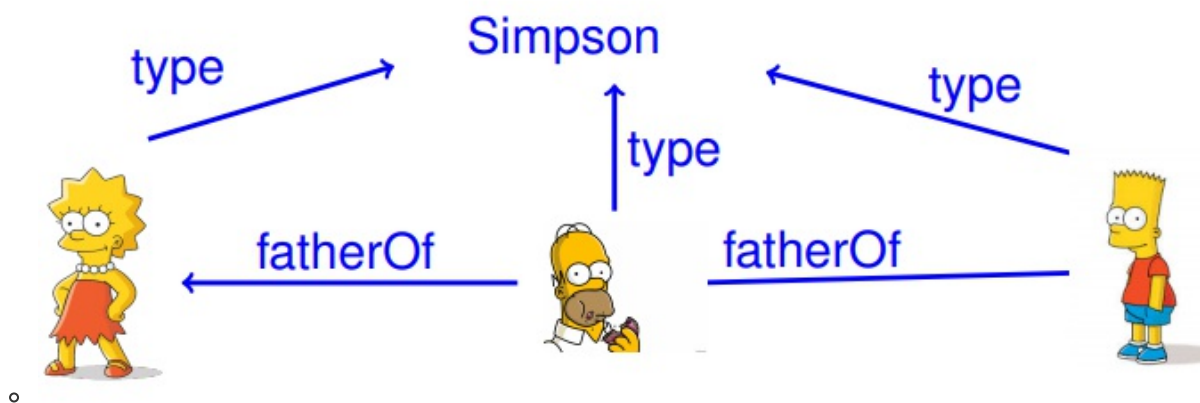 Simpson
type
type
type
fatherOf
fatherOf